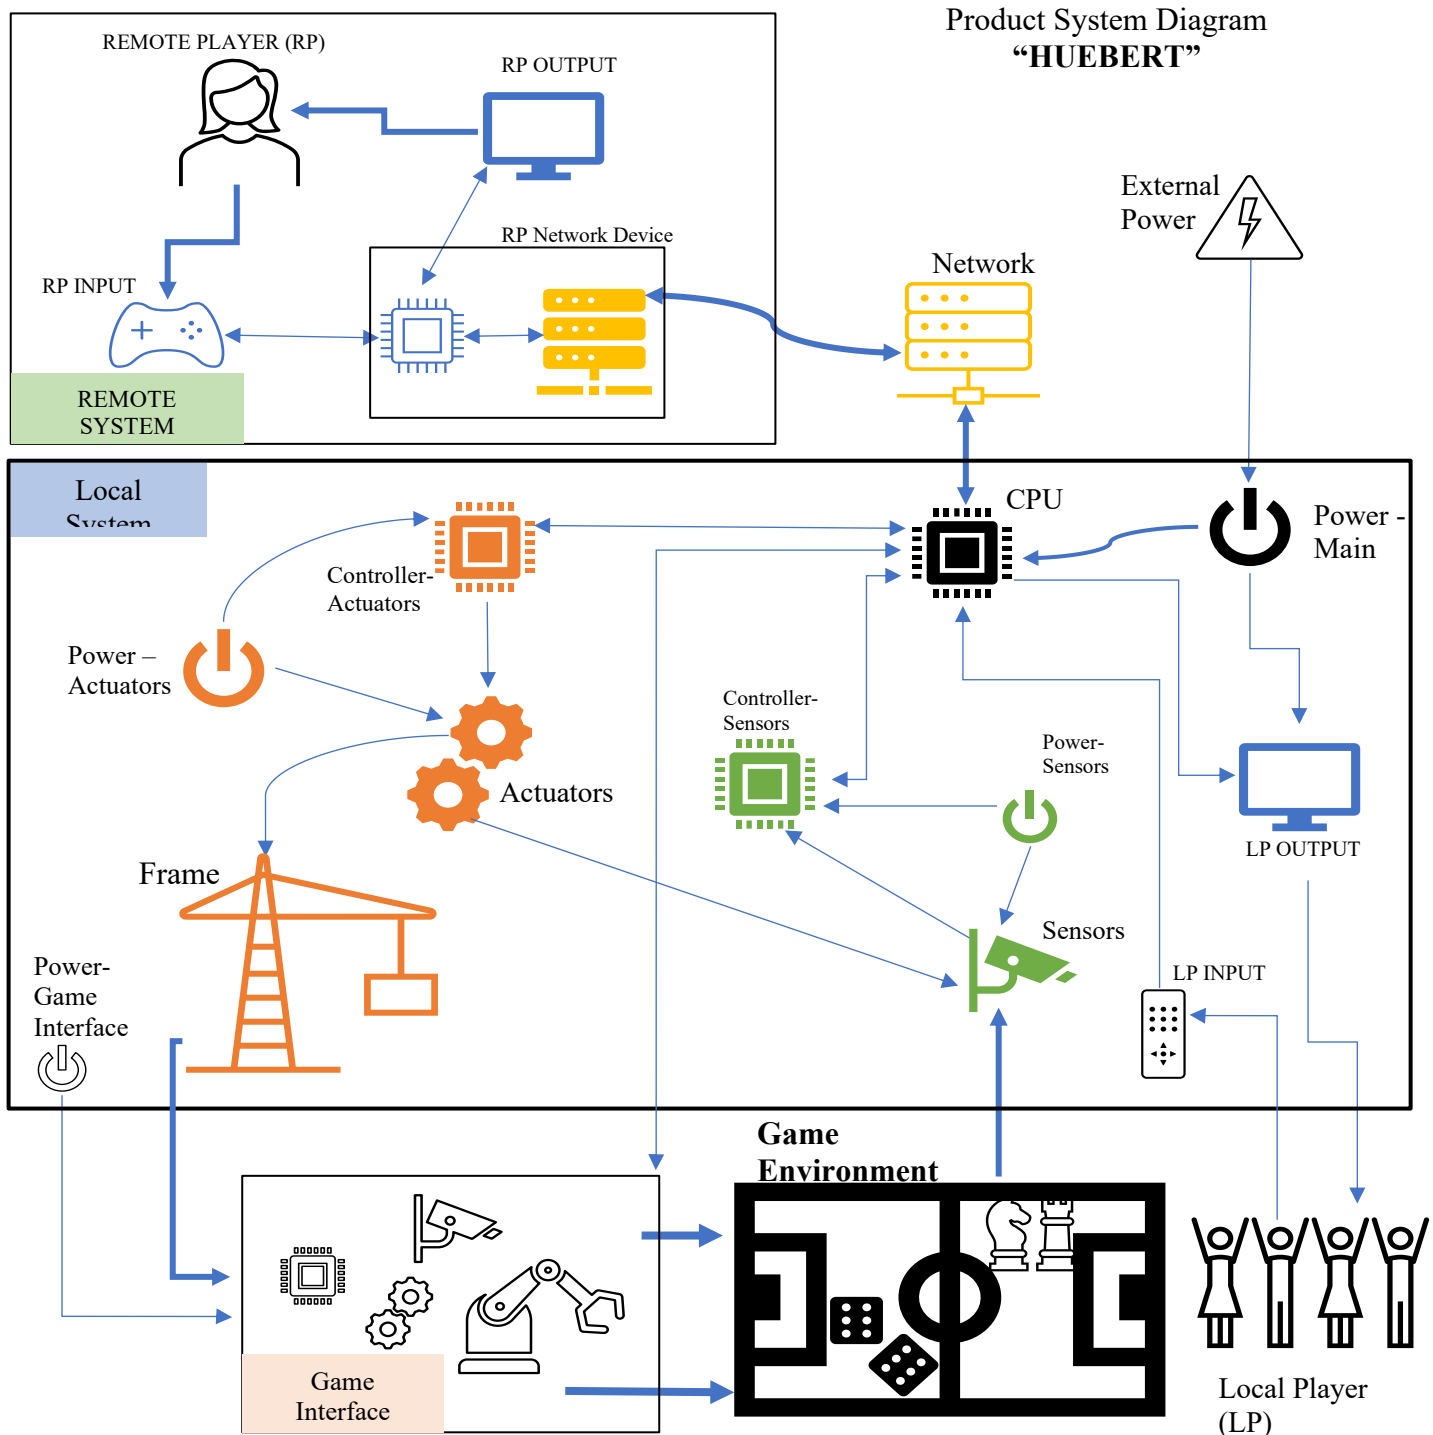 Product System Diagram
“HUEBERT”
REMOTE PLAYER (RP)
RP OUTPUT
External
Power
RP Network Device
Network
RP INPUT
REMOTE
SYSTEM
Local
System
CPU
Power -
Main
Controller-
Actuators
Power –
Actuators
Controller-
Sensors
Power-
Sensors
Actuators
LP OUTPUT
Frame
Sensors
Power-
Game
Interface
LP INPUT
Game
Environment
Game
Interface
Local Player
(LP)